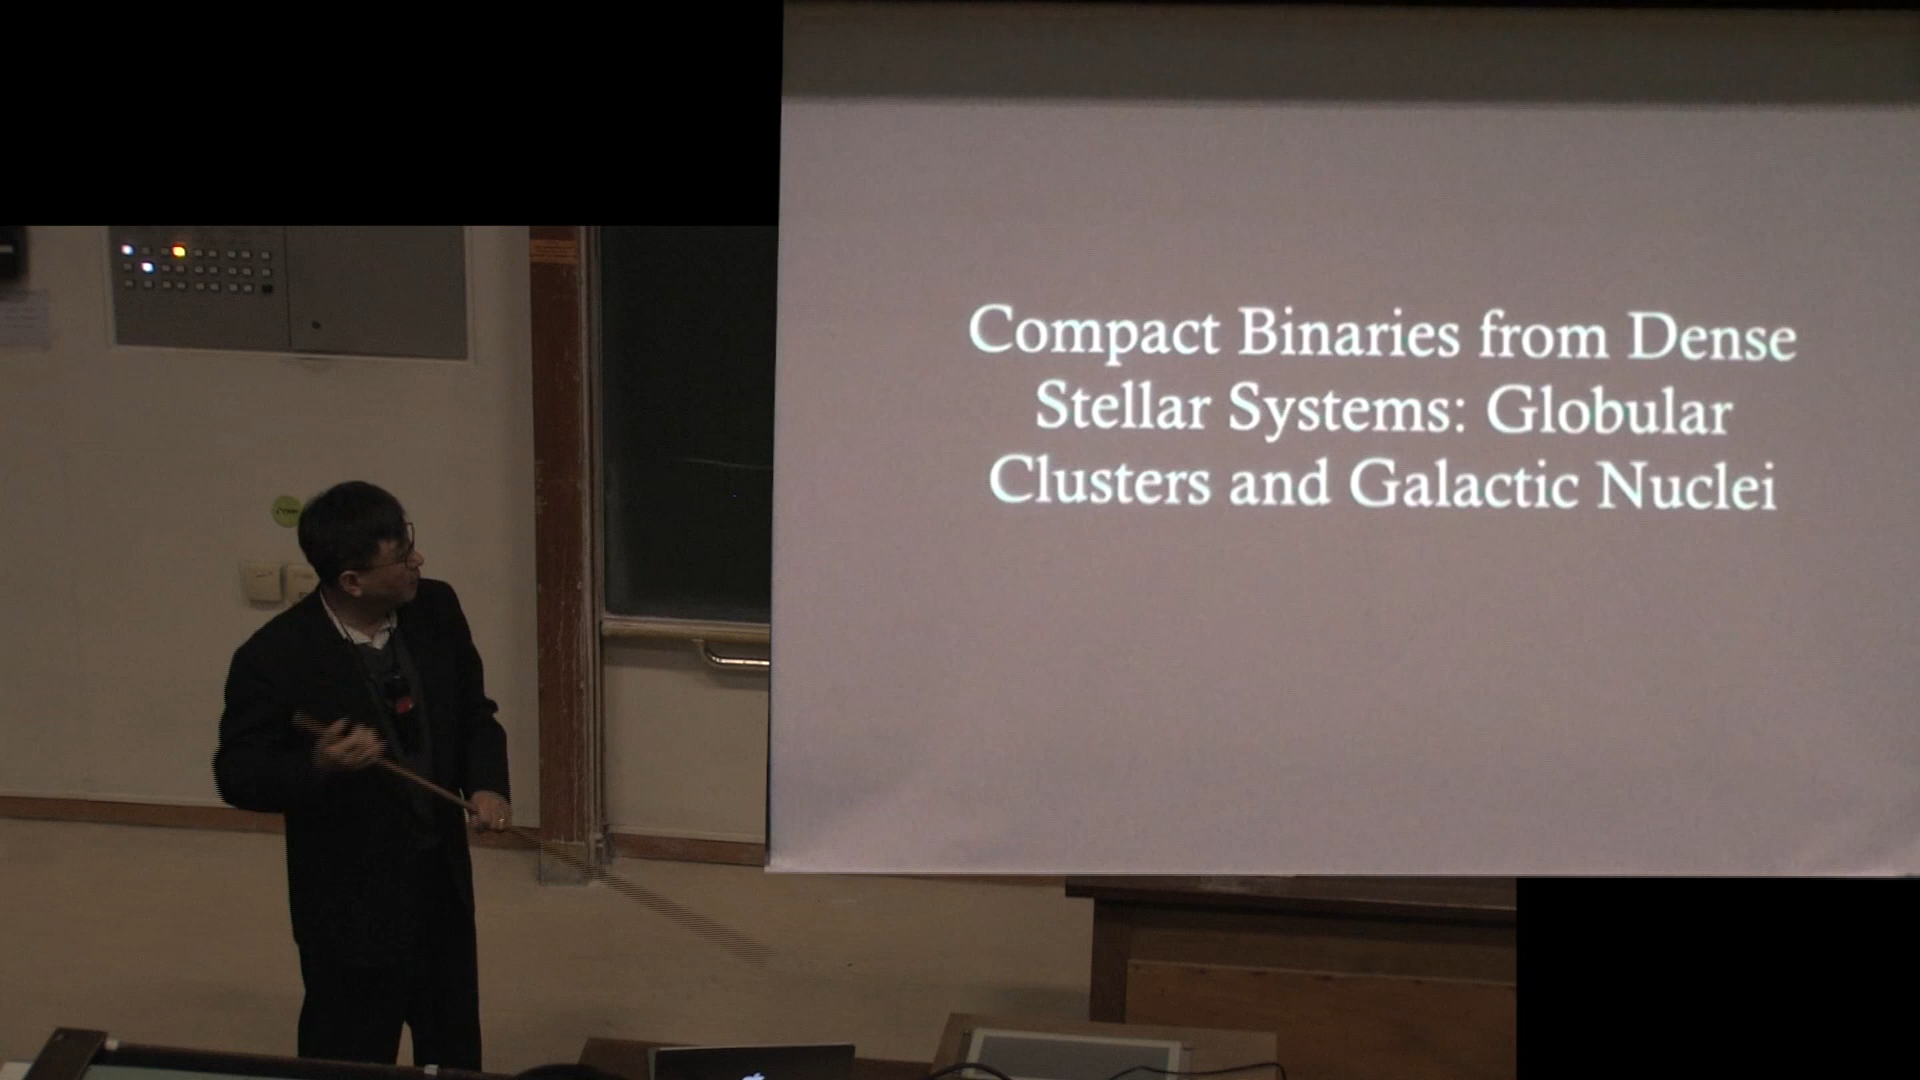 Compact Binaries from Dense
Stellar Systems: Globular
Clusters and Galactic Nuclei